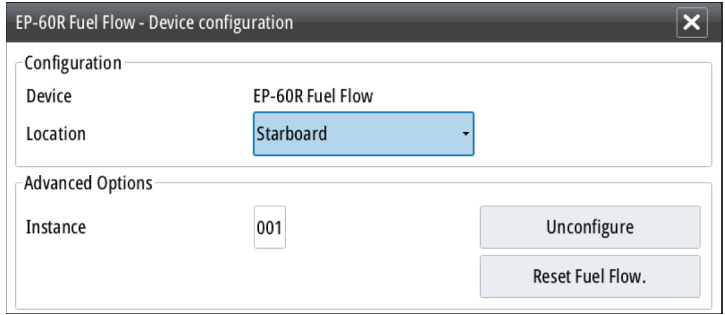 EP-60R Fuel Flow - Device configuration
Configuration
Device EP-60R Fuel Flow
Location Starboard
Advanced Options
Instance 001 Unconfigure
Reset Fuel Flow.